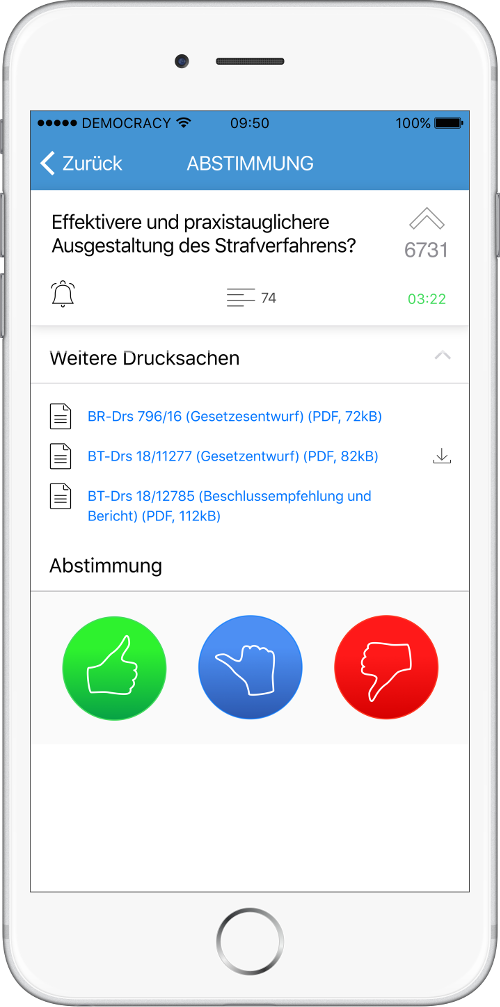 DEMOCRACY 09:50 100%
Zurück ABSTIMMUNG
Effektivere und praxistauglichere
Ausgestaltung des Strafverfahrens?
6731
74 03:22
Weitere Drucksachen
BR-Drs 796/16 (Gesetzesentwurf) (PDF, 72kB)
BT-Drs 18/11277 (Gesetzentwurf) (PDF, 82kB)
BT-Drs 18/12785 (Beschlussempfehlung und
Bericht) (PDF, 112kB)
Abstimmung